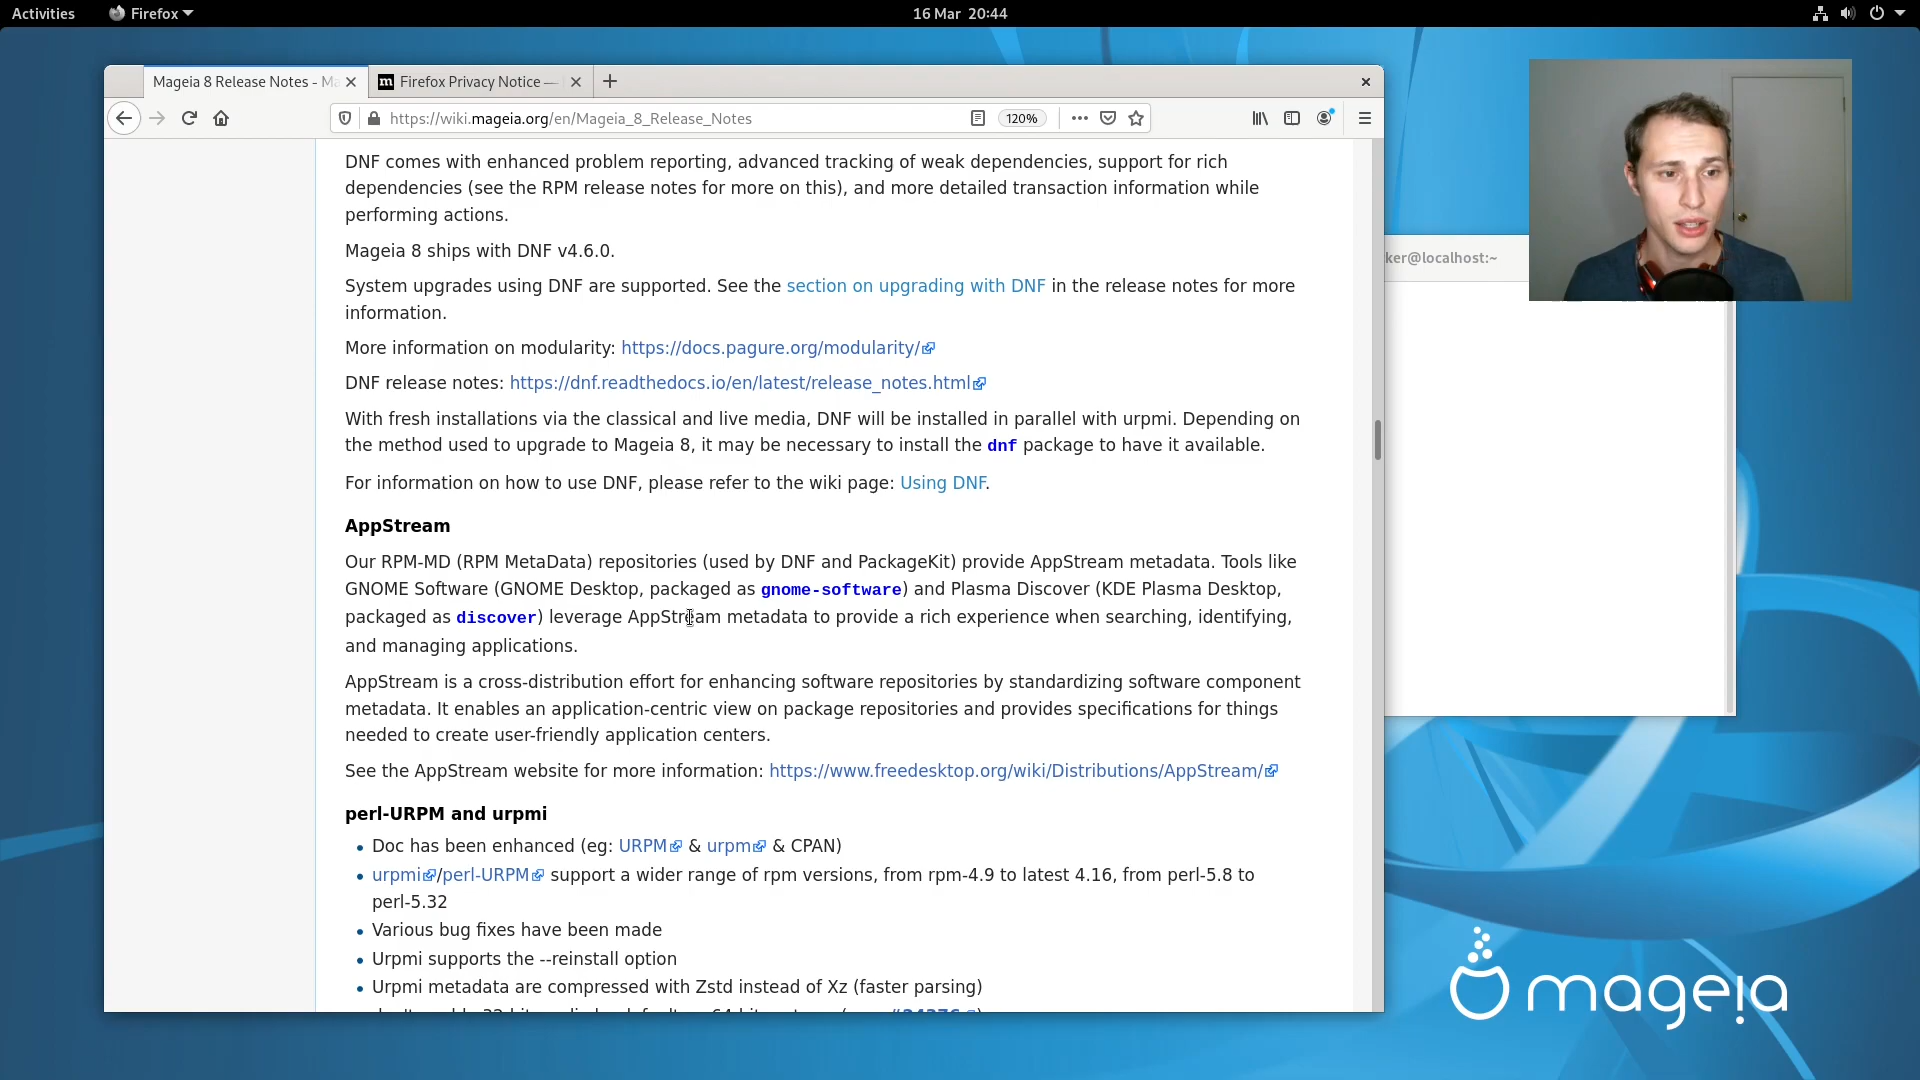 Activities Firefox 16 Mar 20:44
Mageia 8 Release Notes - Ma Firefox Privacy Notice —
https://wiki.mageia.org/en/Mageia_8_Release_Notes 120%
DNF comes with enhanced problem reporting, advanced tracking of weak dependencies, support for rich
dependencies (see the RPM release notes for more on this), and more detailed transaction information while
performing actions.
Mageia 8 ships with DNF v4.6.0.
System upgrades using DNF are supported. See the section on upgrading with DNF in the release notes for more
information.
More information on modularity: https://docs.pagure.org/modularity/
DNF release notes: https://dnf.readthedocs.io/en/latest/release_notes.html
With fresh installations via the classical and live media, DNF will be installed in parallel with urpmi. Depending on
the method used to upgrade to Mageia 8, it may be necessary to install the dnf package to have it available.
For information on how to use DNF, please refer to the wiki page: Using DNF.
AppStream
Our RPM-MD (RPM MetaData) repositories (used by DNF and PackageKit) provide AppStream metadata. Tools like
GNOME Software (GNOME Desktop, packaged as gnome-software) and Plasma Discover (KDE Plasma Desktop,
packaged as discover) leverage AppStream metadata to provide a rich experience when searching, identifying,
and managing applications.
AppStream is a cross-distribution effort for enhancing software repositories by standardizing software component
metadata. It enables an application-centric view on package repositories and provides specifications for things
needed to create user-friendly application centers.
See the AppStream website for more information: https://www.freedesktop.org/wiki/Distributions/AppStream/
perl-URPM and urpmi
Doc has been enhanced (eg: URPM & urpm & CPAN)
urpmi/perl-URPM support a wider range of rpm versions, from rpm-4.9 to latest 4.16, from perl-5.8 to
perl-5.32
Various bug fixes have been made
Urpmi supports the --reinstall option
Urpmi metadata are compressed with Zstd instead of Xz (faster parsing)
ker@localhost:~
mageia